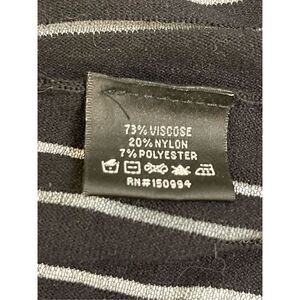 73% VISCOSE
20% NYLON
7% POLYESTER
RN#150994